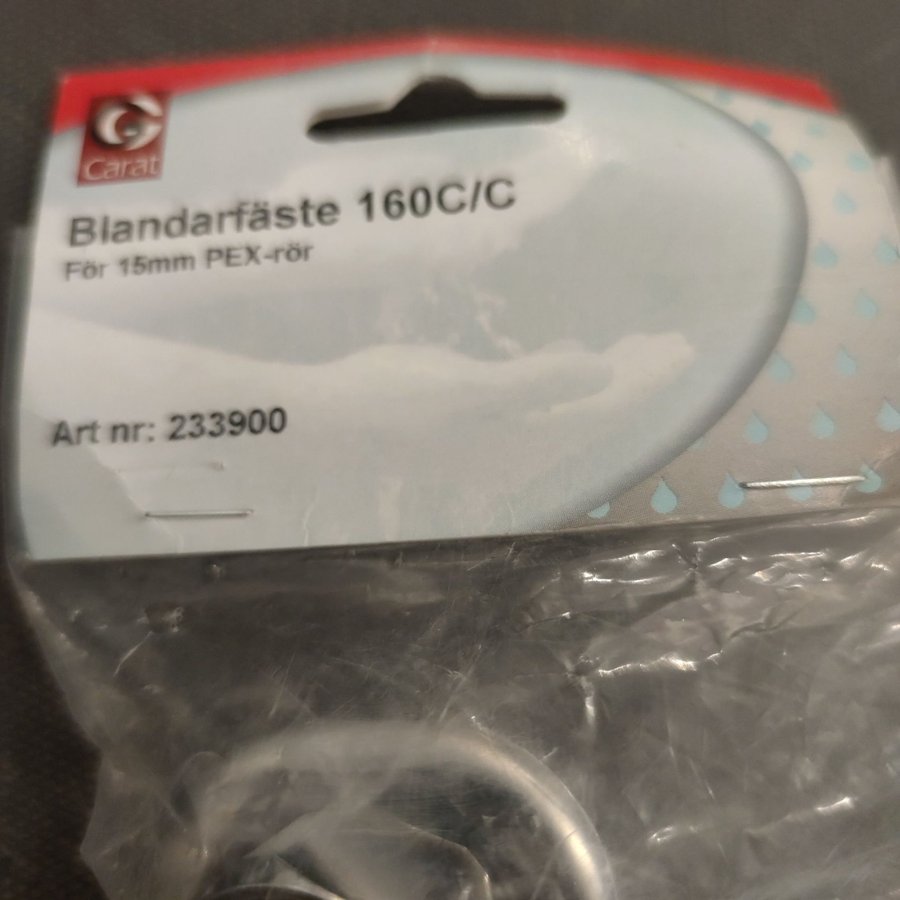 Carat
Blandarfäste 160C/C
För 15mm PEX-rör
Art nr: 233900